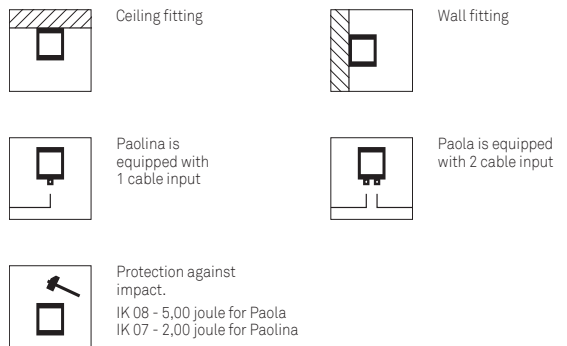 Ceiling fitting
Wall fitting
Paolina is
equipped with
1 cable input
Paola is equipped
with 2 cable input
Protection against
impact.
IK 08 - 5,00 joule for Paola
IK 07 - 2,00 joule for Paolina